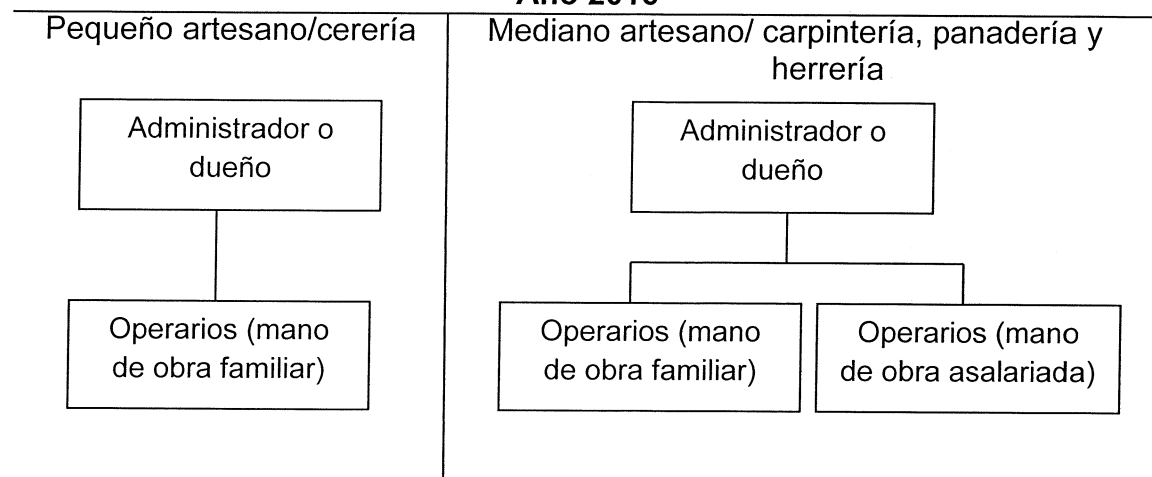 Pequeño artesano/cerería
Administrador o
dueño
Operarios (mano
de obra familiar)
Mediano artesano/ carpintería, panadería y
herrería
Administrador o
dueño
Operarios (mano
de obra familiar)
Operarios (mano
de obra asalariada)